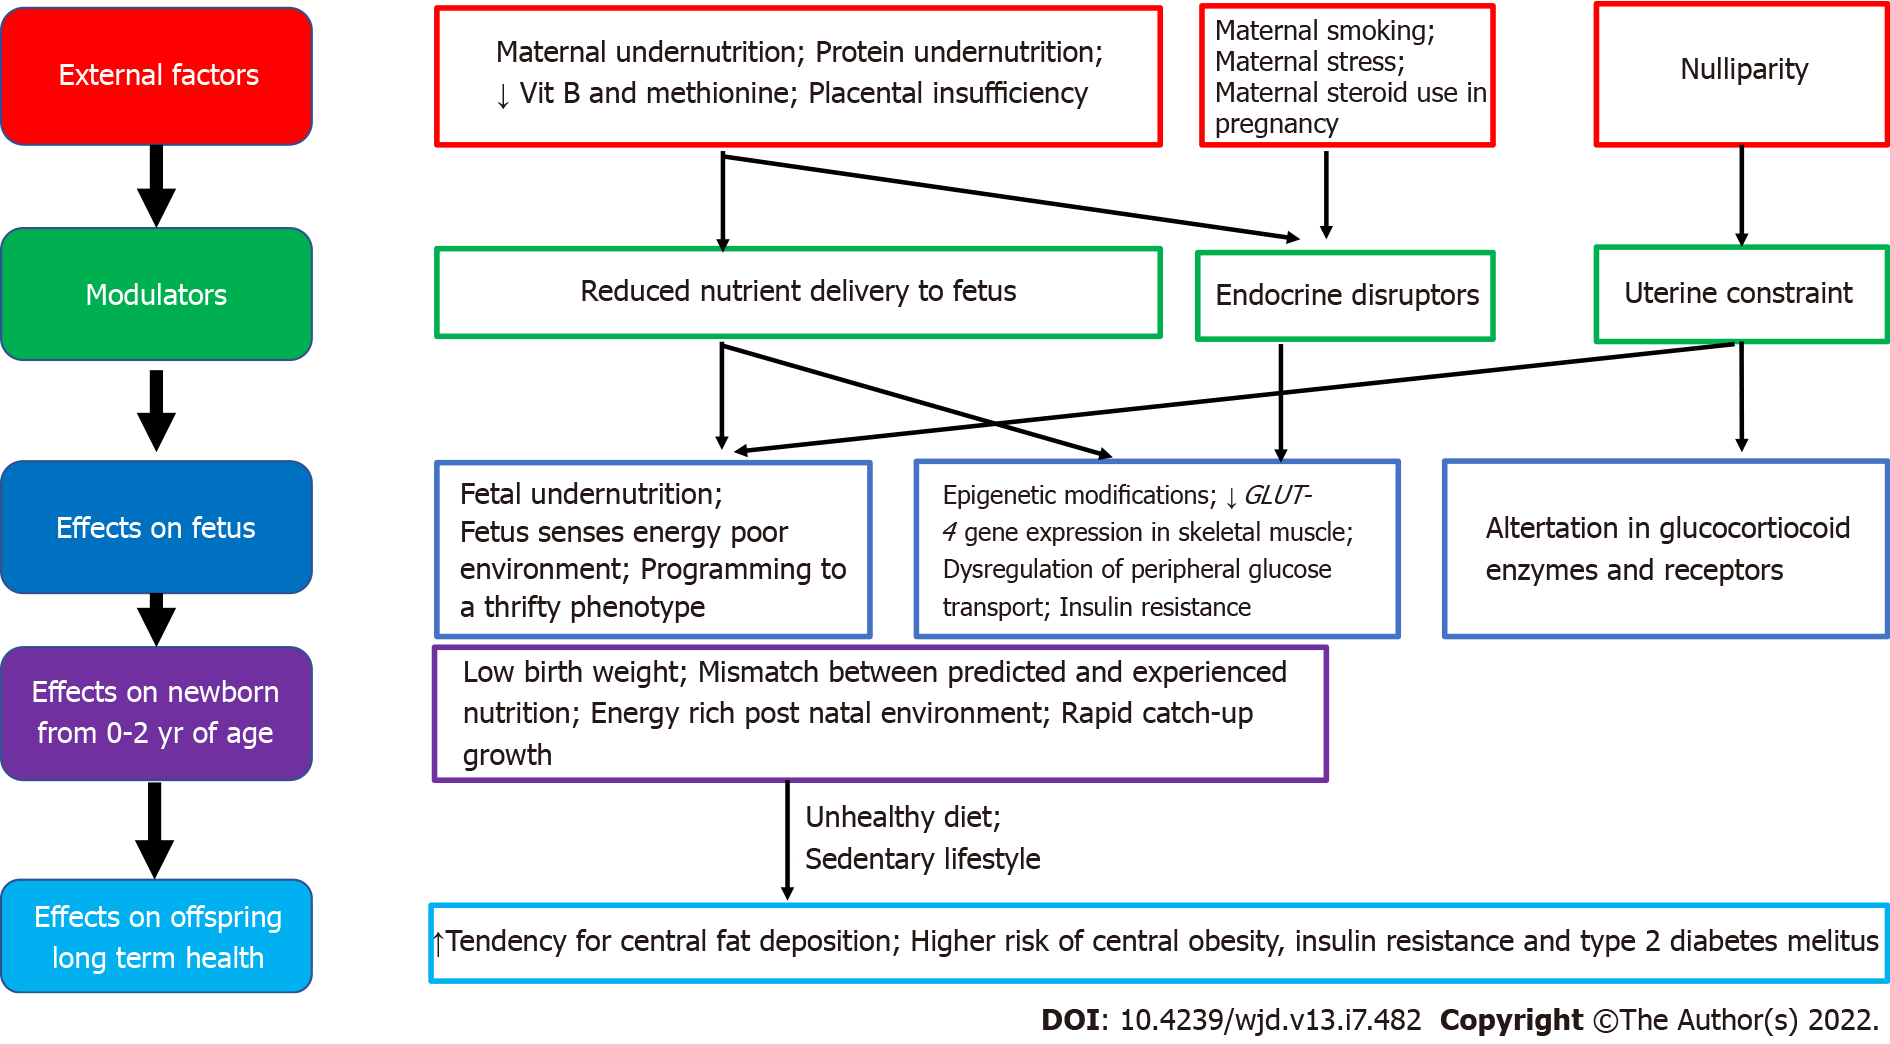 External factors
Maternal undernutrition; Protein undernutrition;
↓ Vit B and methionine; Placental insufficiency
Maternal smoking;
Maternal stress;
Maternal steroid use in
pregnancy
Nulliparity
Modulators
Reduced nutrient delivery to fetus
Endocrine disruptors
Uterine constraint
Effects on fetus
Fetal undernutrition;
Fetus senses energy poor
environment; Programming to
a thrifty phenotype
Epigenetic modifications; ↓ GLUT-
4 gene expression in skeletal muscle;
Dysregulation of peripheral glucose
transport; Insulin resistance
Altertation in glucocortiocoid
enzymes and receptors
Effects on newborn
from 0-2 yr of age
Low birth weight; Mismatch between predicted and experienced
nutrition; Energy rich post natal environment; Rapid catch-up
growth
Unhealthy diet;
Sedentary lifestyle
Effects on offspring
long term health
↑Tendency for central fat deposition; Higher risk of central obesity, insulin resistance and type 2 diabetes melitus
DOI: 10.4239/wjd.v13.i7.482 Copyright ©The Author(s) 2022.